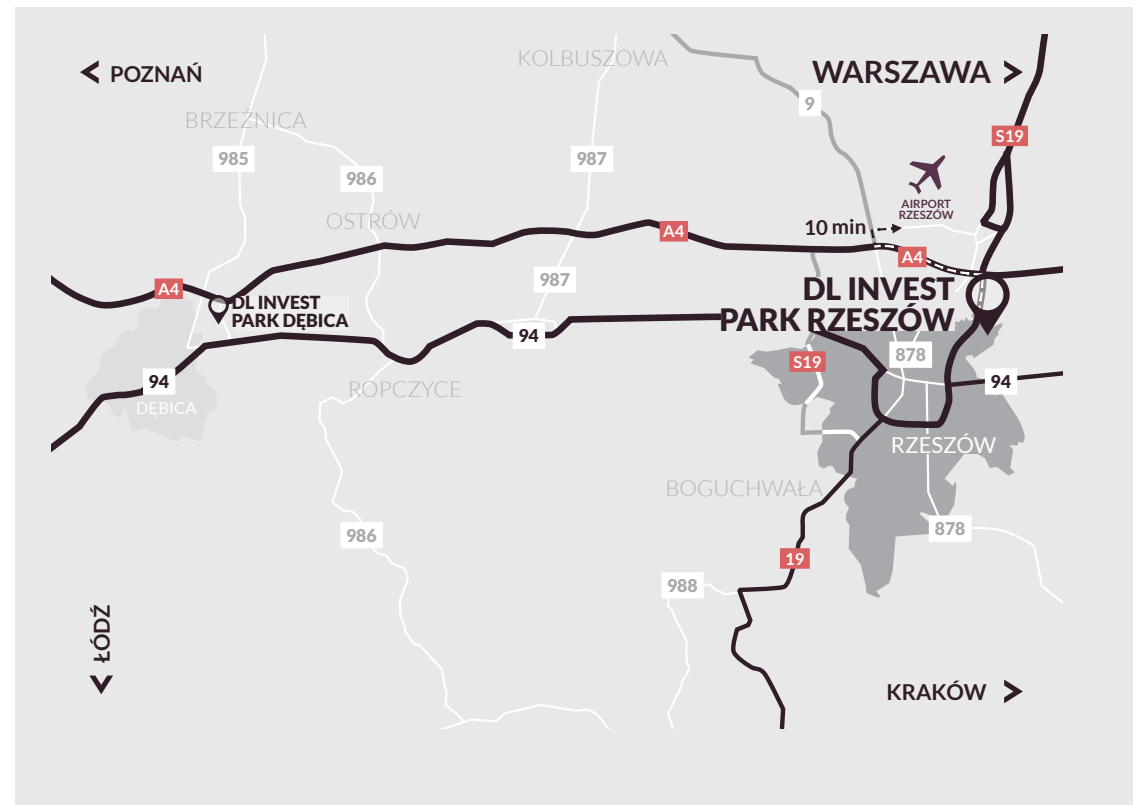 POZNAŃ
KOLBUSZOWA
WARSZAWA
BRZEŹNICA
9
S19
985
987
986
AIRPORT
RZESZÓW
OSTRÓW
10 min
A4
A4
987
A4
DL INVEST
PARK DĘBICA
DL INVEST
PARK RZESZÓW
94
878
S19
94
94
DĘBICA
ROPCZYCE
RZESZÓW
BOGUCHWAŁA
986
878
19
988
ŁÓDŹ
KRAKÓW